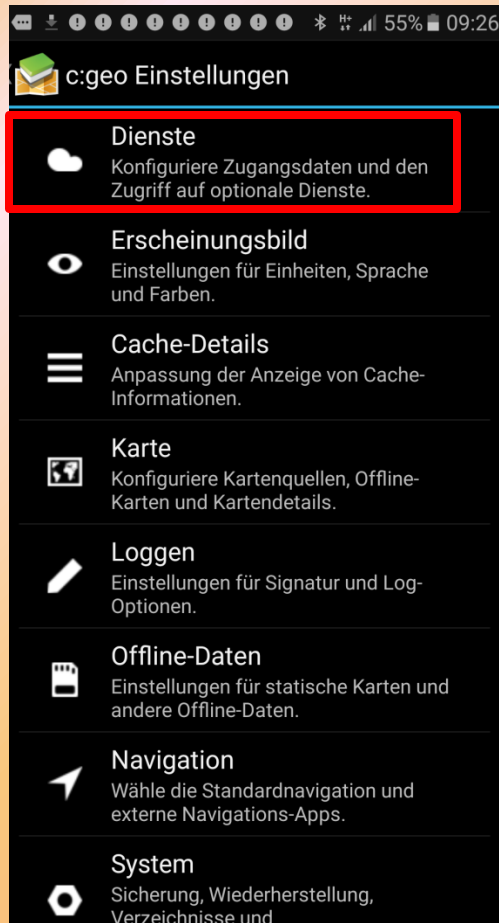 55% 09:26
c:geo Einstellungen
Dienste
Konfiguriere Zugangsdaten und den
Zugriff auf optionale Dienste.
Erscheinungsbild
Einstellungen für Einheiten, Sprache
und Farben.
Cache-Details
Anpassung der Anzeige von Cache-
Informationen.
Karte
Konfiguriere Kartenquellen, Offline-
Karten und Kartendetails.
Loggen
Einstellungen für Signatur und Log-
Optionen.
Offline-Daten
Einstellungen für statische Karten und
andere Offline-Daten.
Navigation
Wähle die Standardnavigation und
externe Navigations-Apps.
System
Sicherung, Wiederherstellung,
Verzeichnisse und